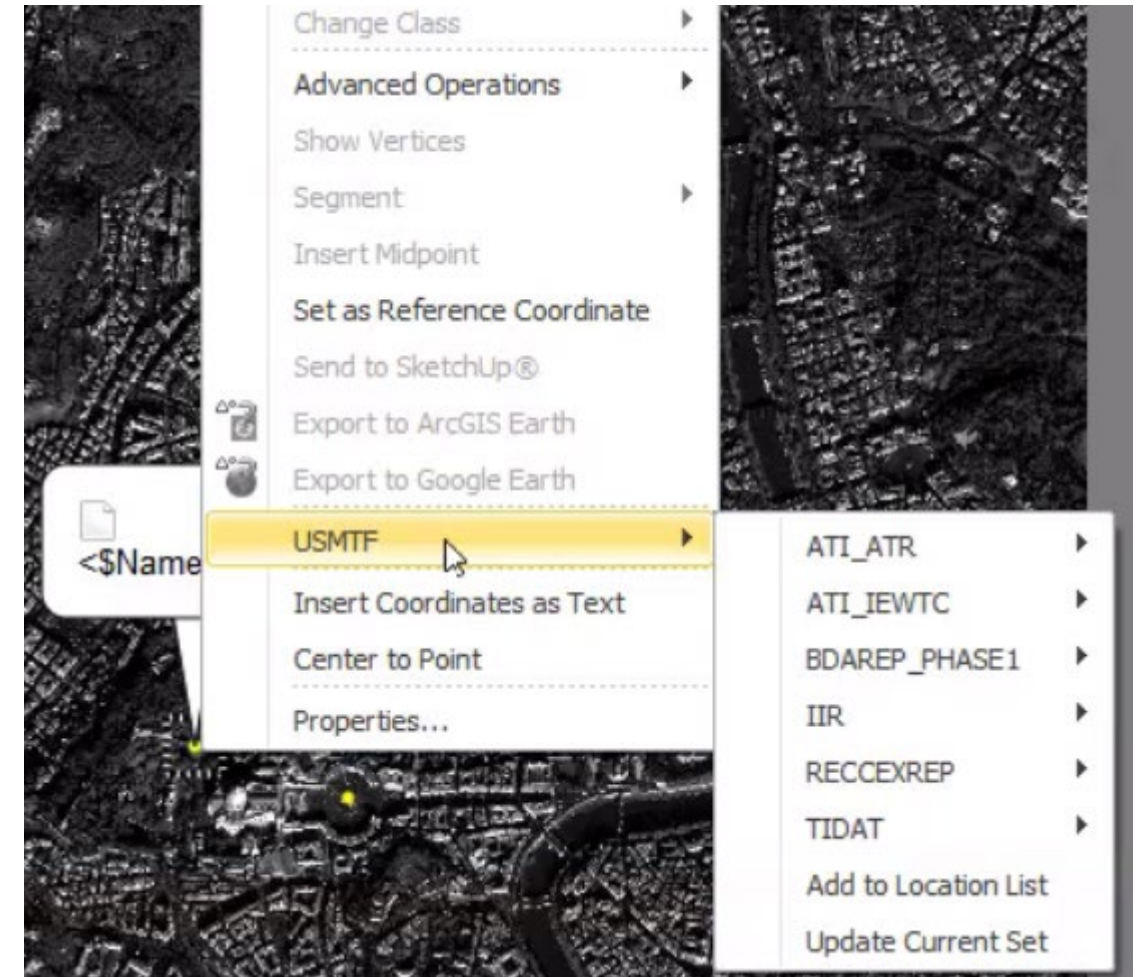 Change Class
Advanced Operations
Show Vertices
Segment
Insert Midpoint
Set as Reference Coordinate
Send to SketchUp®
Export to ArcGIS Earth
Export to Google Earth
<$Name
USMTF
Insert Coordinates as Text
Center to Point
Properties...
ATI_ATR
ATI_IEWTC
BDAREP_PHASE1
IIR
RECCEXREP
TIDAT
Add to Location List
Update Current Set